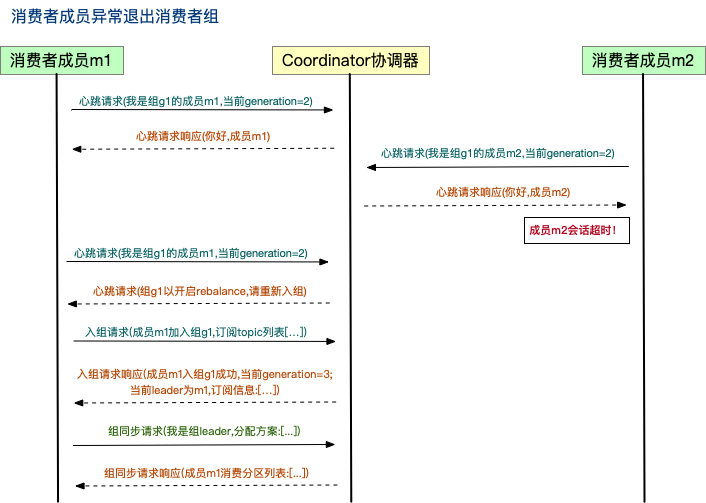 消费者成员异常退出消费者组
消费者成员m1
Coordinator协调器
消费者成员m2
心跳请求(我是组g1的成员m1,当前generation=2)
心跳请求响应(你好,成员m1)
心跳请求(我是组g1的成员m2,当前generation=2)
心跳请求响应(你好,成员m2)
成员m2会话超时！
心跳请求(我是组g1的成员m1,当前generation=2)
心跳请求(组g1以开启rebalance,请重新入组)
入组请求(成员m1加入组g1,订阅topic列表[…])
入组请求响应(成员m1入组g1成功,当前generation=3;
当前leader为m1,订阅信息:[…])
组同步请求(我是组leader,分配方案:[...])
组同步请求响应(成员m1消费分区列表:[...])